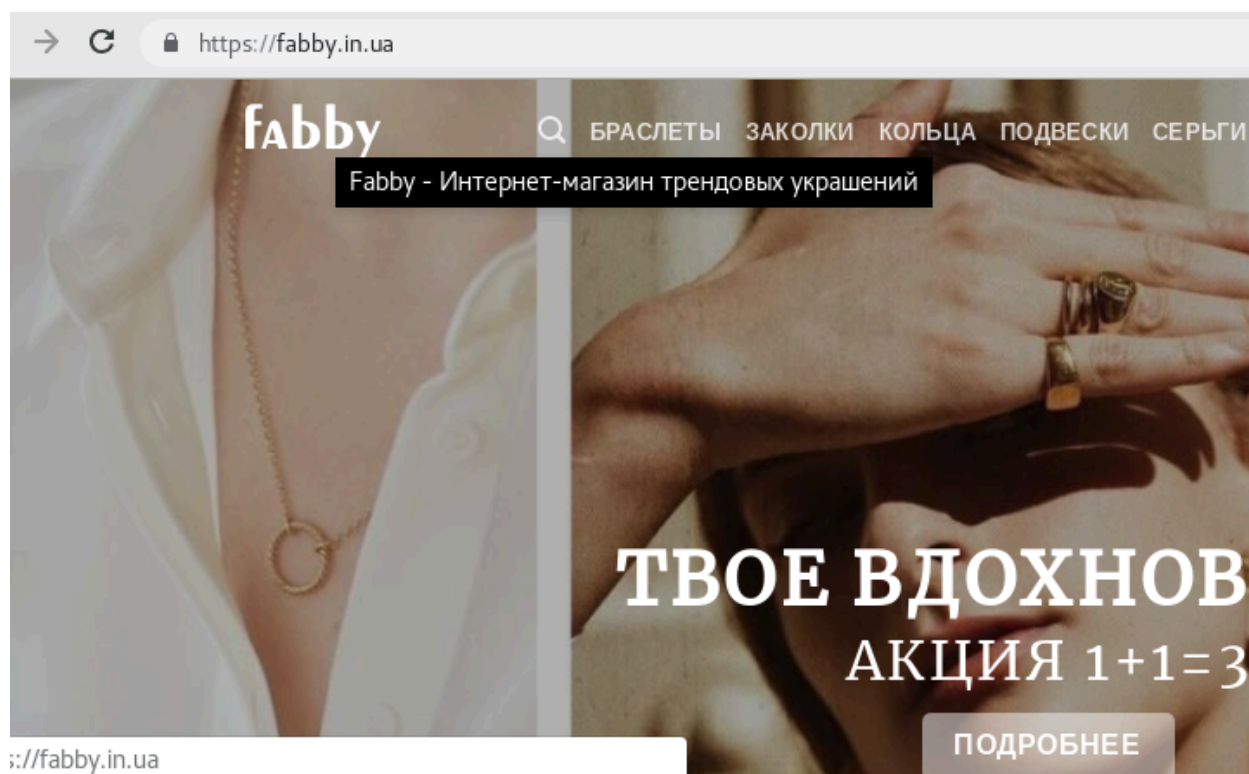 https://fabby.in.ua
fabby
БРАСЛЕТЫ ЗАКОЛКИ КОЛЬЦА ПОДВЕСКИ СЕРЬГИ
Fabby - Интернет-магазин трендовых украшений
ТВОЕ ВДОХНОВ
АКЦИЯ 1+1=3
ПОДРОБНЕЕ
s://fabby.in.ua